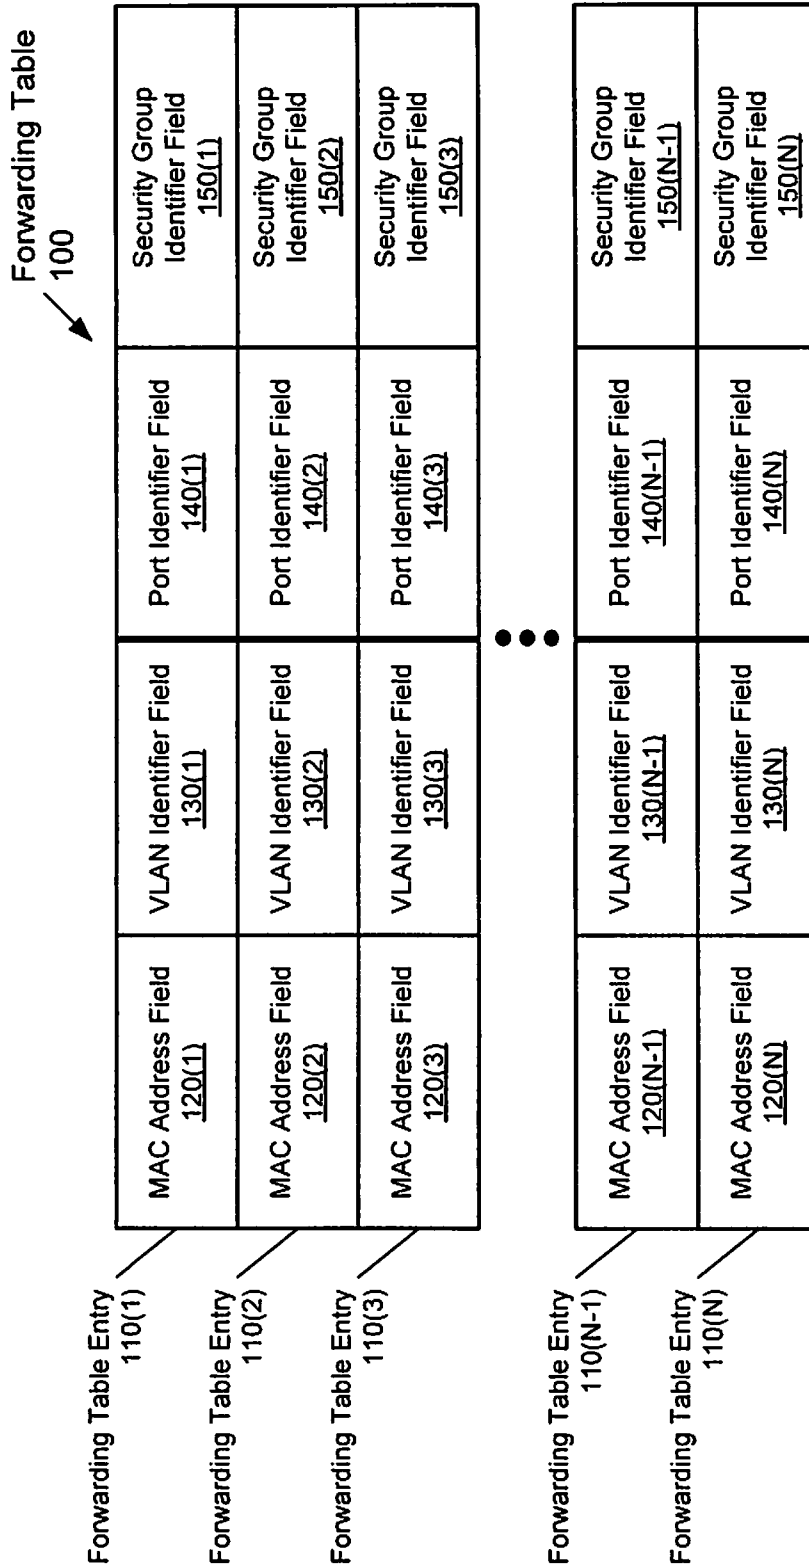 Forwarding Table
100
Forwarding Table Entry
110(1)
MAC Address Field
120(1)
VLAN Identifier Field
130(1)
Port Identifier Field
140(1)
Security Group
Identifier Field
150(1)
Forwarding Table Entry
110(2)
MAC Address Field
120(2)
VLAN Identifier Field
130(2)
Port Identifier Field
140(2)
Security Group
Identifier Field
150(2)
Forwarding Table Entry
110(3)
MAC Address Field
120(3)
VLAN Identifier Field
130(3)
Port Identifier Field
140(3)
Security Group
Identifier Field
150(3)
Forwarding Table Entry
110(N-1)
MAC Address Field
120(N-1)
VLAN Identifier Field
130(N-1)
Port Identifier Field
140(N-1)
Security Group
Identifier Field
150(N-1)
Forwarding Table Entry
110(N)
MAC Address Field
120(N)
VLAN Identifier Field
130(N)
Port Identifier Field
140(N)
Security Group
Identifier Field
150(N)